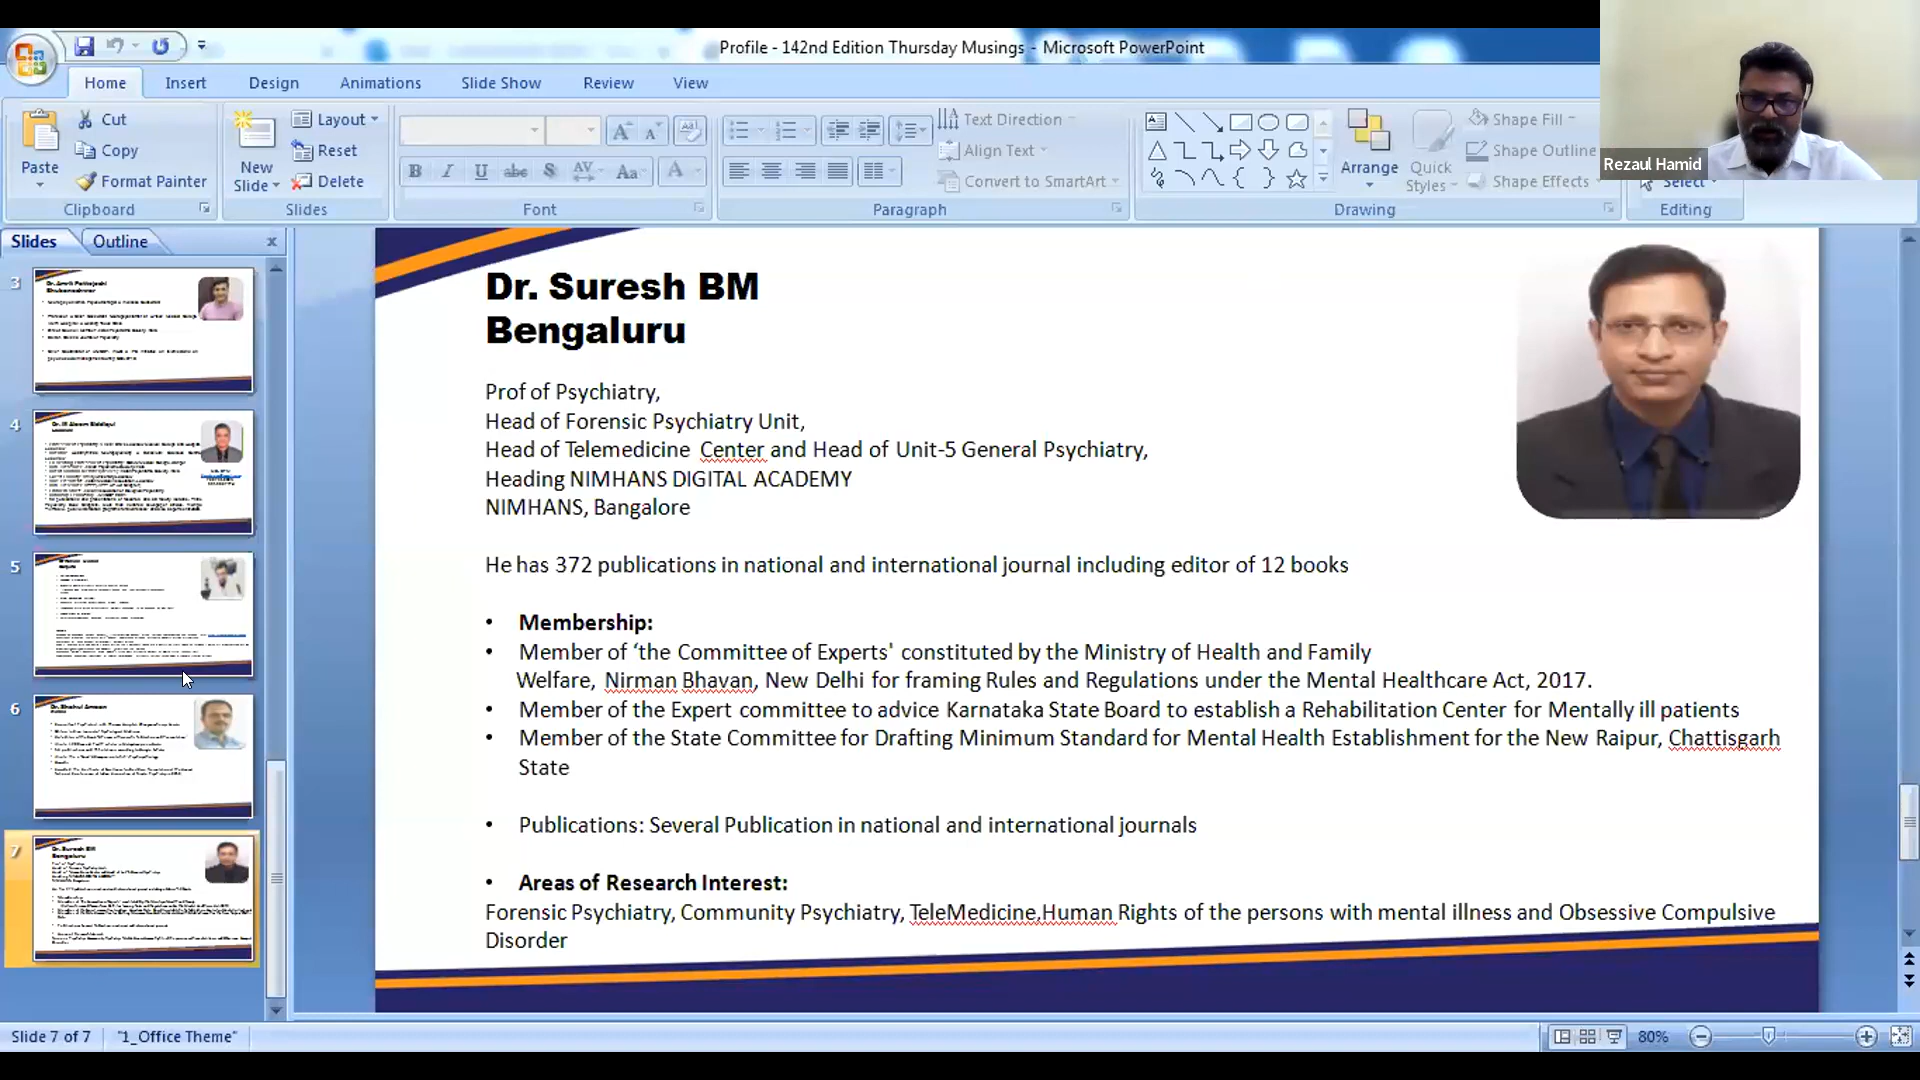 Profile - 142nd Edition Thursday Musings - Microsoft PowerPoint
Home Insert Design Animations Slide Show Review View
Paste
Cut
Copy
Format Painter
Clipboard
New
Slide
Layout
Reset
Delete
Slides
Font
Text Direction
Align Text
Convert to SmartArt
Paragraph
Arrange
Quick
Styles
Shape Fill
Shape Outline
Shape Effects
Drawing
Select
Editing
Rezaul Hamid
Slides Outline
3
4
5
6
7
Dr. Suresh BM
Bengaluru
Dr. Suresh BM
Bengaluru
Prof of Psychiatry,
Head of Forensic Psychiatry Unit,
Head of Telemedicine Center and Head of Unit-5 General Psychiatry,
Heading NIMHANS DIGITAL ACADEMY
NIMHANS, Bangalore
He has 372 publications in national and international journal including editor of 12 books
• Membership:
• Member of ‘the Committee of Experts' constituted by the Ministry of Health and Family
Welfare, Nirman Bhavan, New Delhi for framing Rules and Regulations under the Mental Healthcare Act, 2017.
• Member of the Expert committee to advice Karnataka State Board to establish a Rehabilitation Center for Mentally ill patients
• Member of the State Committee for Drafting Minimum Standard for Mental Health Establishment for the New Raipur, Chattisgarh
State
• Publications: Several Publication in national and international journals
• Areas of Research Interest:
Forensic Psychiatry, Community Psychiatry, TeleMedicine,Human Rights of the persons with mental illness and Obsessive Compulsive
Disorder
Slide 7 of 7 "1_Office Theme" 80%